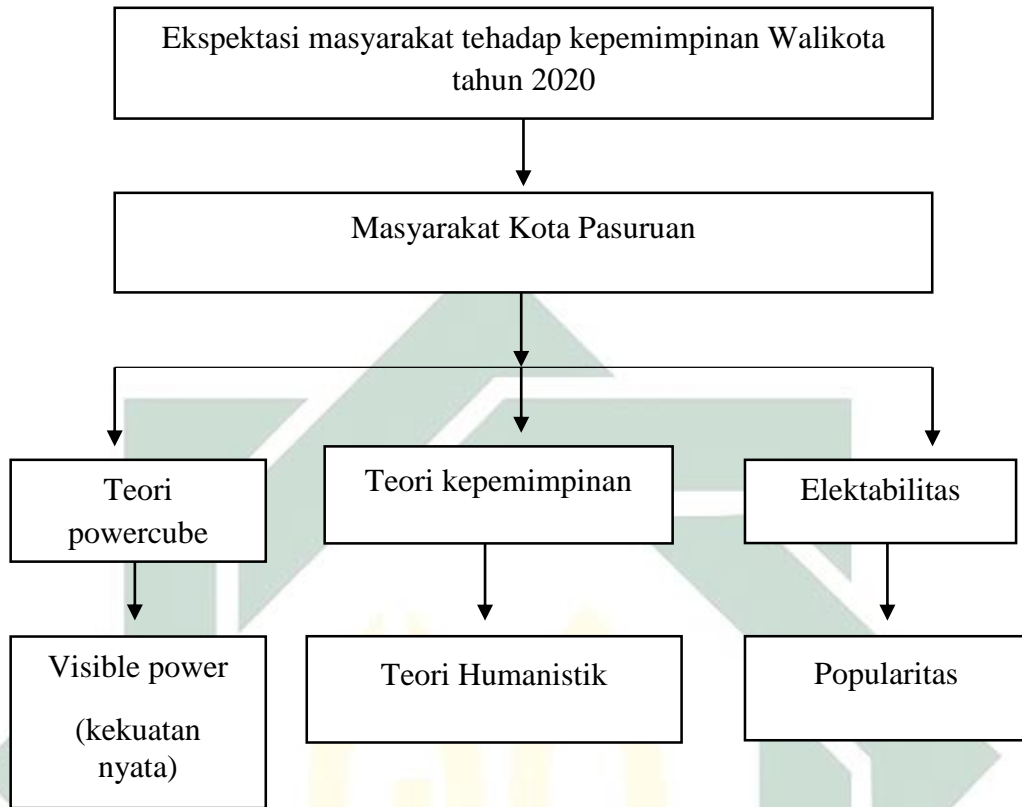 Ekspektasi masyarakat tehadap kepemimpinan Walikota
tahun 2020
Masyarakat Kota Pasuruan
Teori
powercube
Teori kepemimpinan
Elektabilitas
Visible power
(kekuatan
nyata)
Teori Humanistik
Popularitas